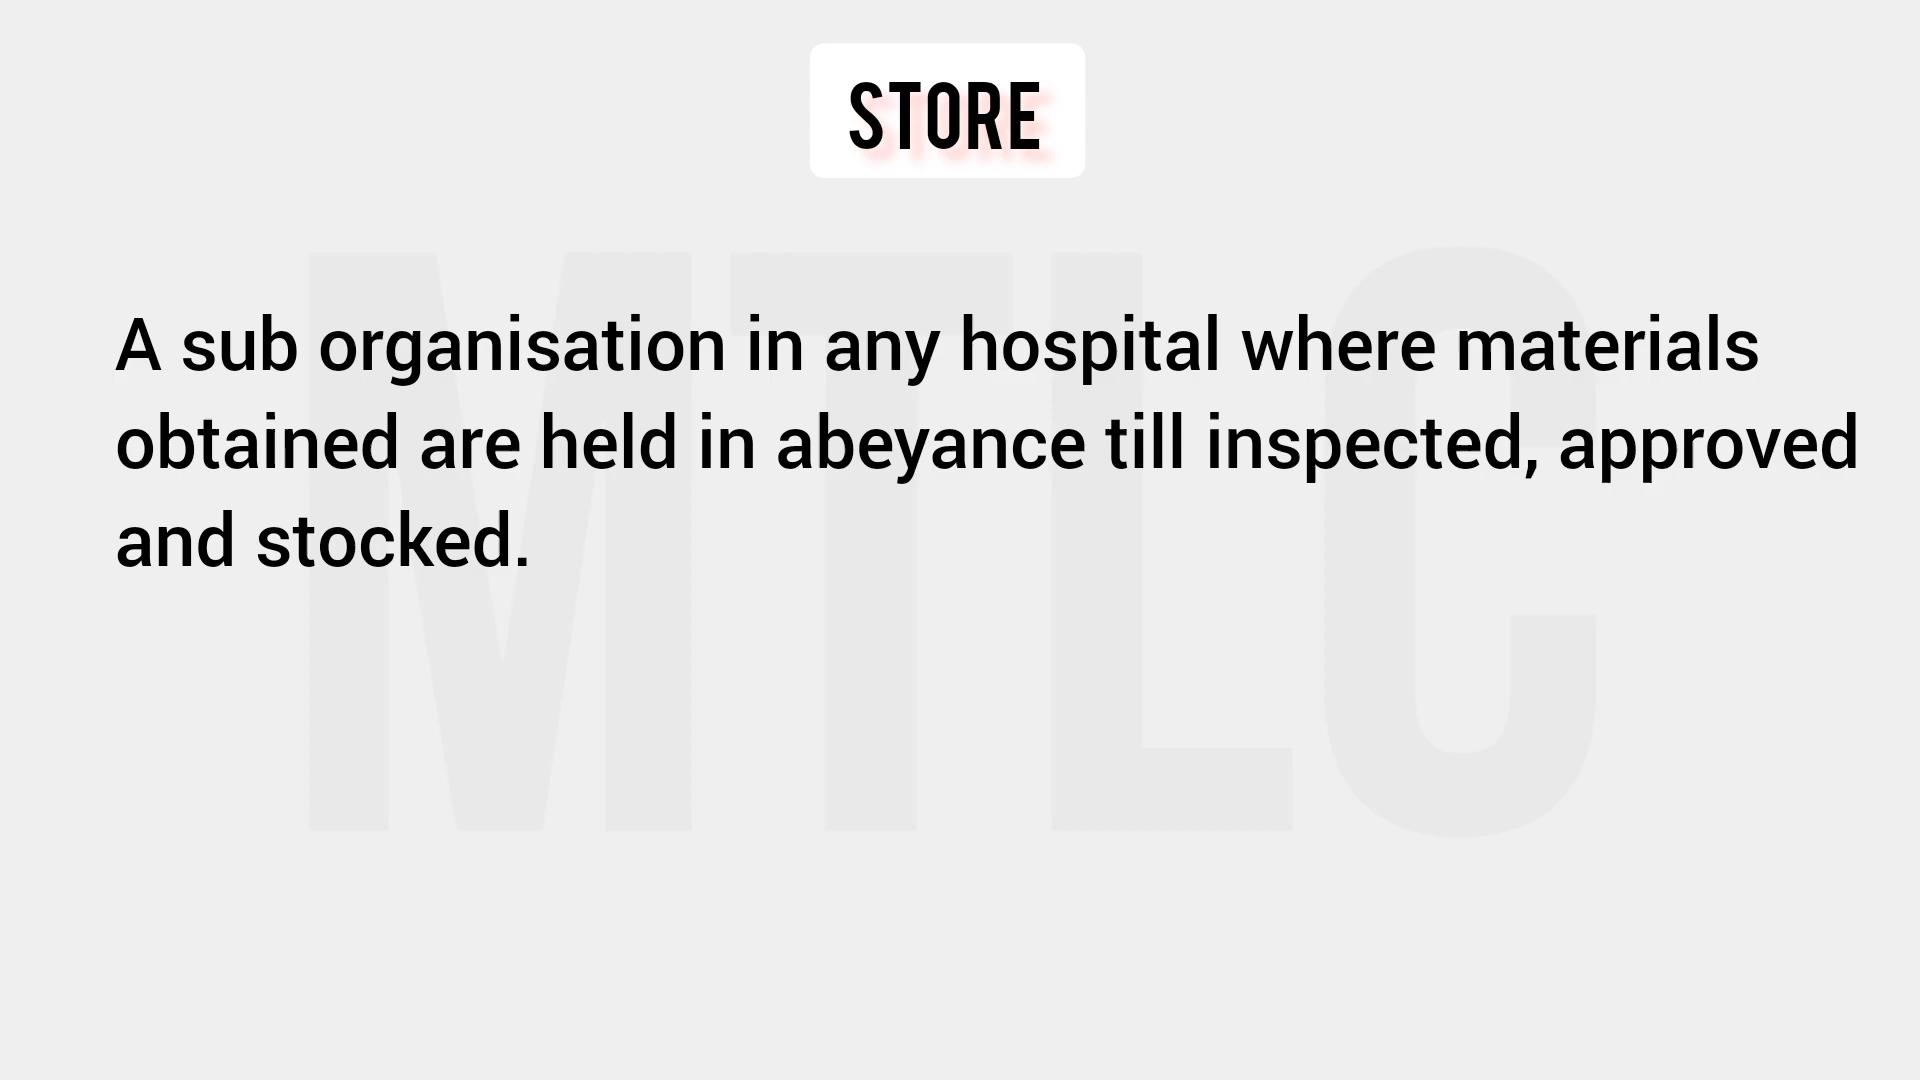 STORE
MTLC
A sub organisation in any hospital where materials
obtained are held in abeyance till inspected, approved
and stocked.